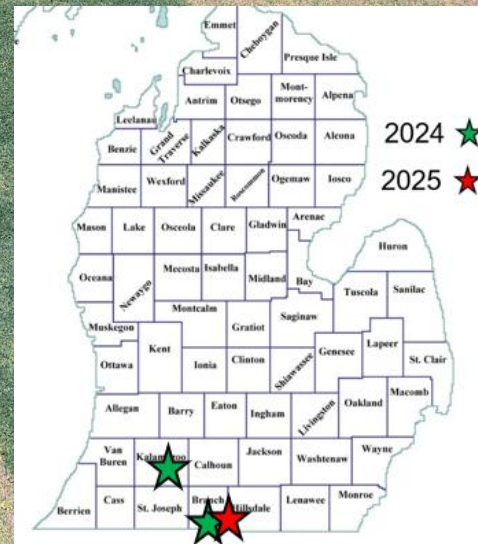 Emmet
Cheboygan
Presque Isle
Charlevoix
Antrim Otsego Mont-
morency Alpena
Leelanau
Benzie Grand
Traverse Kalkaska Crawford Oscoda Alcona
2024
Manistee Wexford Missaukee Roscommon Ogemaw Iosco
2025
Mason Lake Osceola Clare Gladwin Arenac
Huron
Oceana Newaygo Mecosta Isabella Midland Bay
Tuscola Sanilac
Montcalm Saginaw
Muskegon Gratiot
Kent Genesee Lapeer St. Clair
Ottawa Ionia Clinton Shiawassee
Oakland Macomb
Allegan Barry Eaton Ingham Livingston
Van
Buren Calhoun Jackson Washtenaw Wayne
Berrien Cass St. Joseph Branch Hillsdale Lenawee Monroe